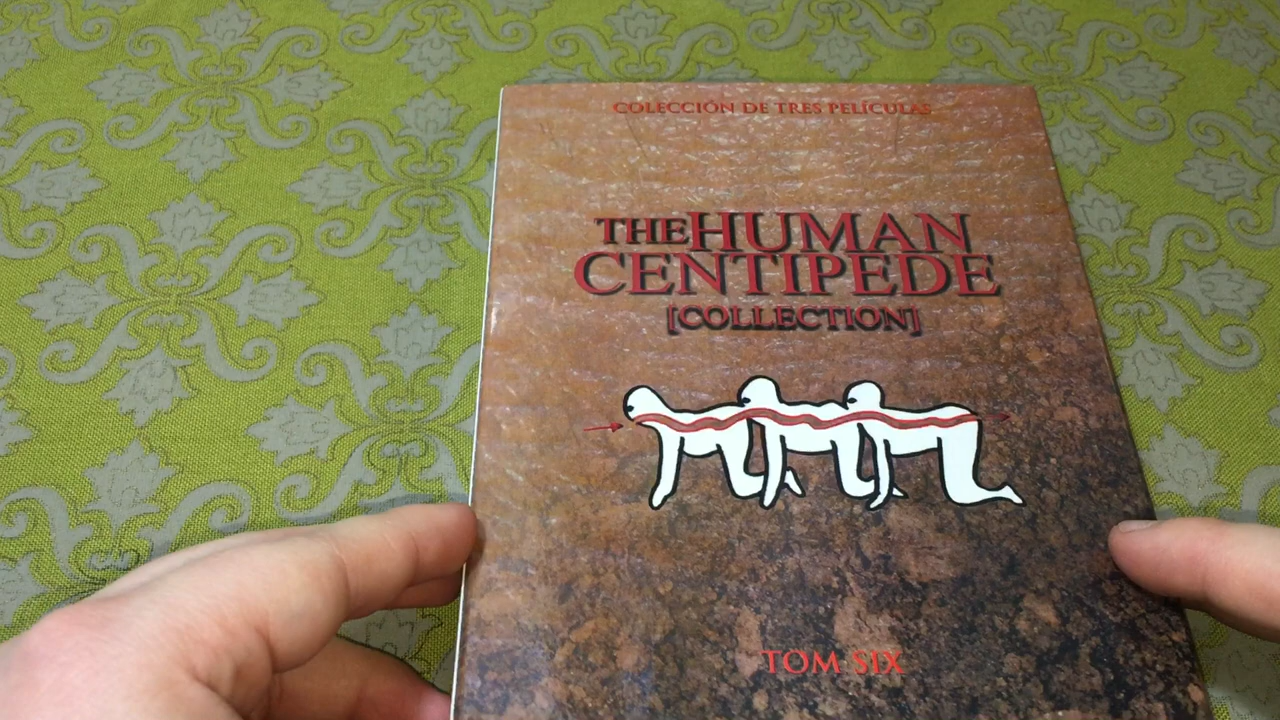 COLECCIÓN DE TRES PELÍCULAS
THE HUMAN
CENTIPEDE
[COLLECTION]
TOM SIX